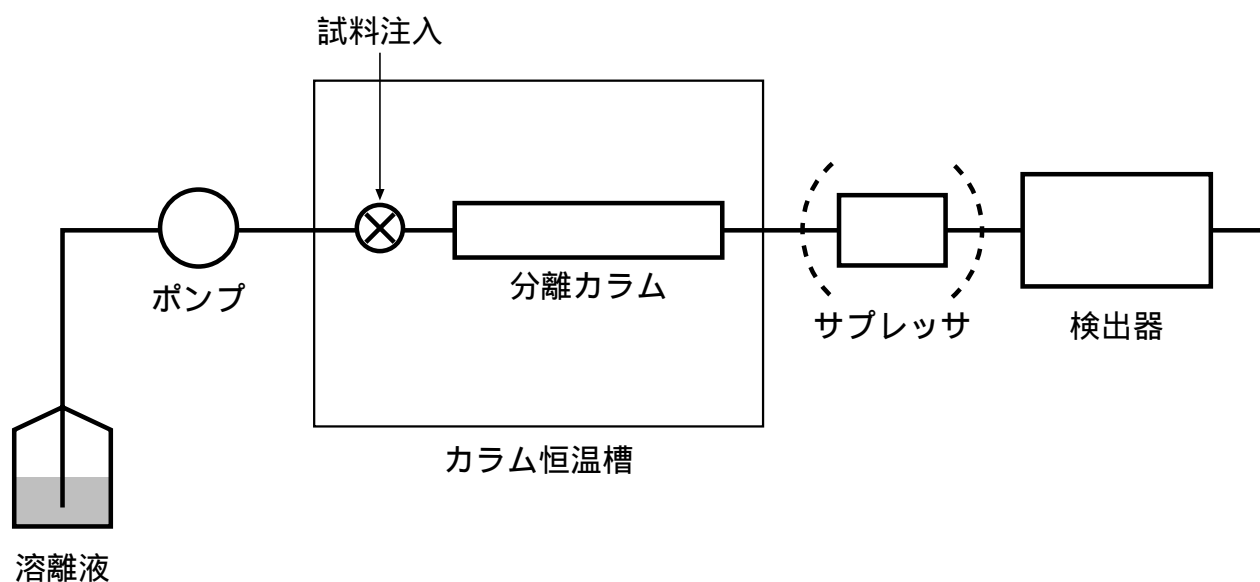 試料注入
ポンプ
分離カラム
サプレッサ
検出器
カラム恒温槽
溶離液